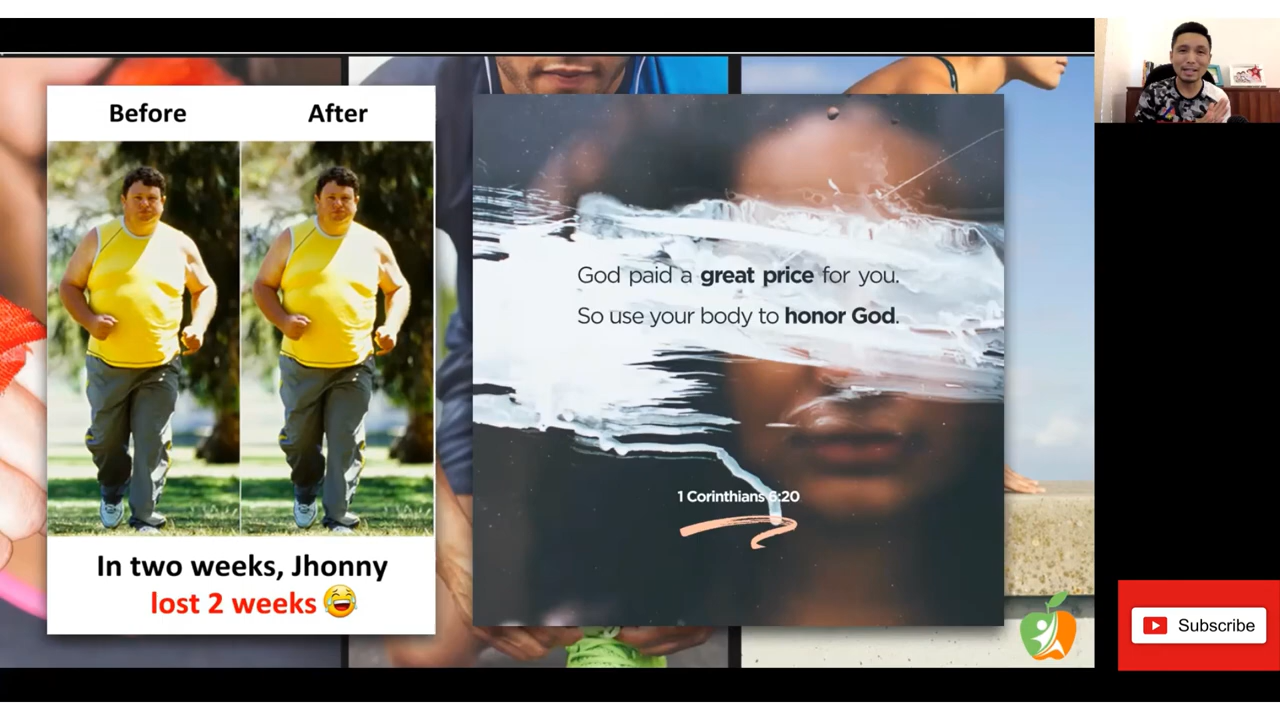 Before After
In two weeks, Jhonny
lost 2 weeks
God paid a great price for you.
So use your body to honor God.
1 Corinthians 6:20
Subscribe